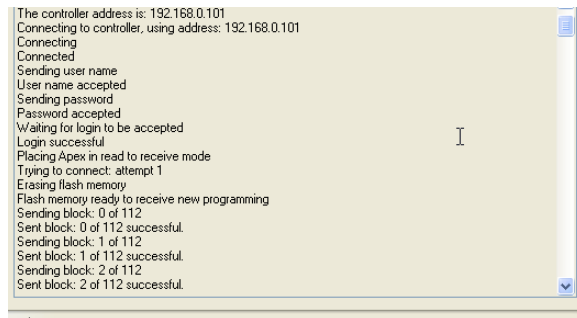 The controller address is: 192.168.0.101
Connecting to controller, using address: 192.168.0.101
Connecting
Connected
Sending user name
User name accepted
Sending password
Password accepted
Waiting for login to be accepted
Login successful
Placing Apex in read to receive mode
Trying to connect: attempt 1
Erasing flash memory
Flash memory ready to receive new programming
Sending block: 0 of 112
Sent block: 0 of 112 successful.
Sending block: 1 of 112
Sent block: 1 of 112 successful.
Sending block: 2 of 112
Sent block: 2 of 112 successful.